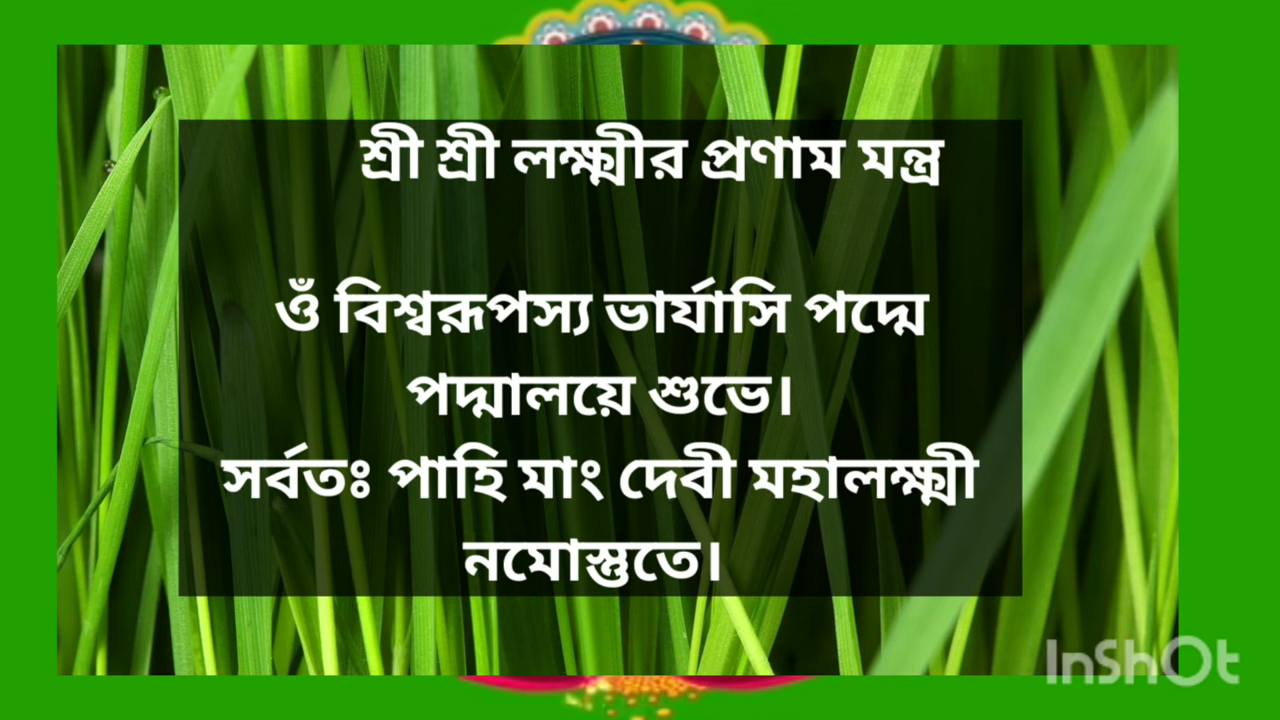 শ্রী শ্রী লক্ষ্মীর প্রণাম মন্ত্র
ওঁ বিশ্বরূপস্য ভার্যাসি পদ্মে
পদ্মালয়ে শুভে।
সর্বতঃ পাহি মাং দেবী মহালক্ষ্মী
নমোস্তুতে।
InShOt